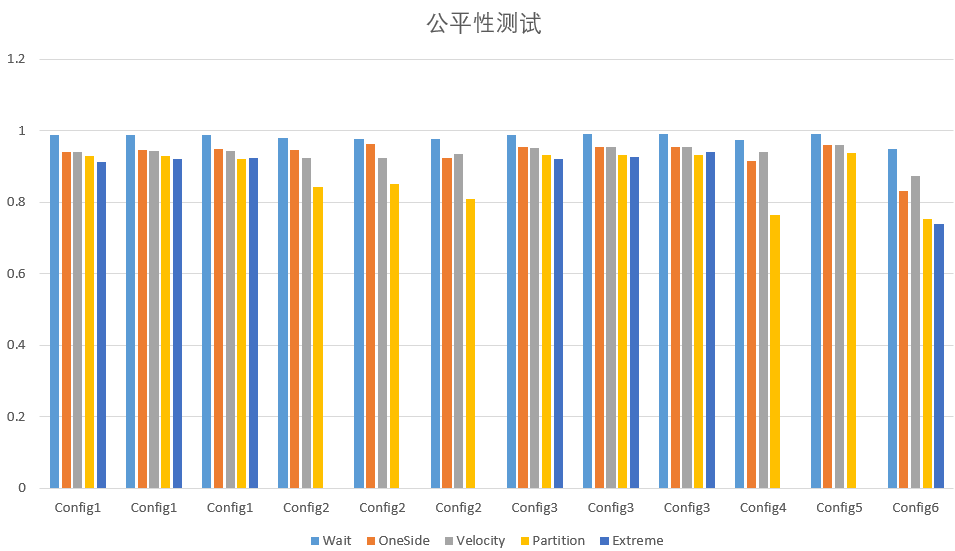 公平性测试
1.2
1
0.8
0.6
0.4
0.2
0
Config1 Config1 Config1 Config2 Config2 Config2 Config3 Config3 Config3 Config4 Config5 Config6
Wait OneSide Velocity Partition Extreme